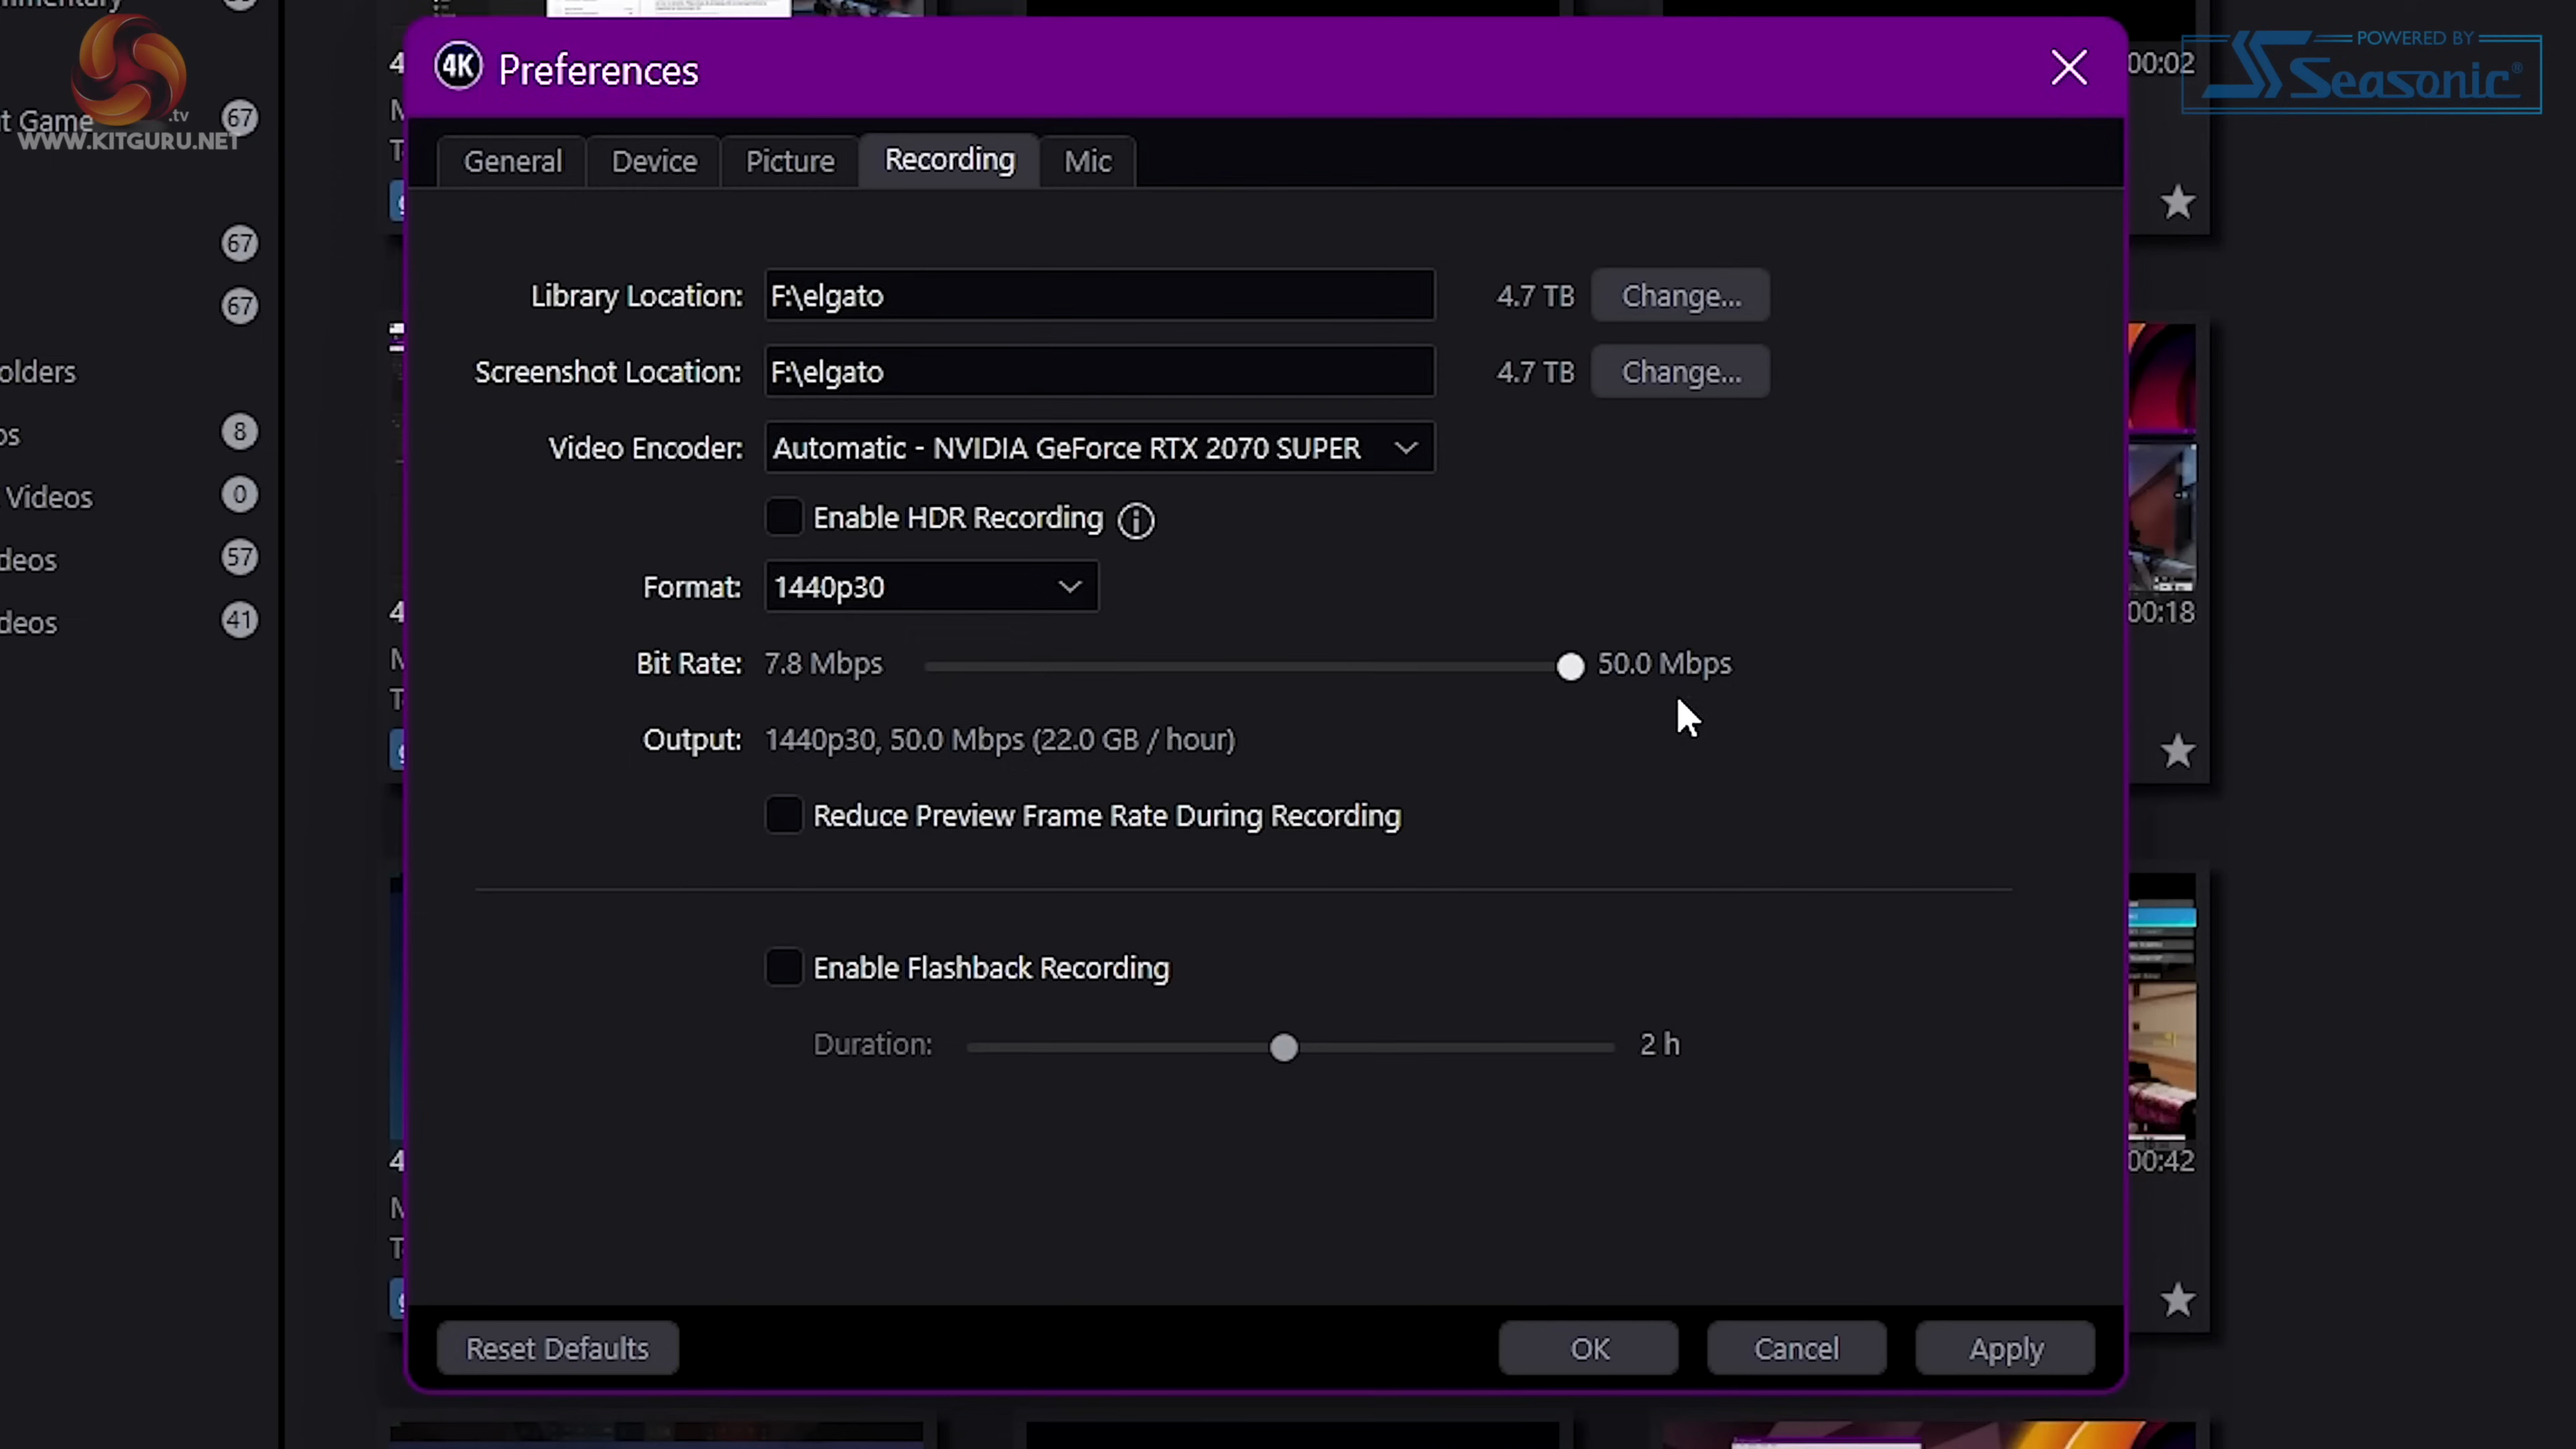 4K Preferences
General Device Picture Recording Mic
Library Location: F:\elgato 4.7 TB Change...
Screenshot Location: F:\elgato 4.7 TB Change...
Video Encoder: Automatic - NVIDIA GeForce RTX 2070 SUPER
Enable HDR Recording
Format: 1440p30
Bit Rate: 7.8 Mbps 50.0 Mbps
Output: 1440p30, 50.0 Mbps (22.0 GB / hour)
Reduce Preview Frame Rate During Recording
Enable Flashback Recording
Duration: 2 h
Reset Defaults OK Cancel Apply
t Game 67
67
67
olders
os 8
Videos 0
deos 57
deos 41
00:02
00:18
00:42
.tv
WWW.KITGURU.NET
POWERED BY
Seasonic®